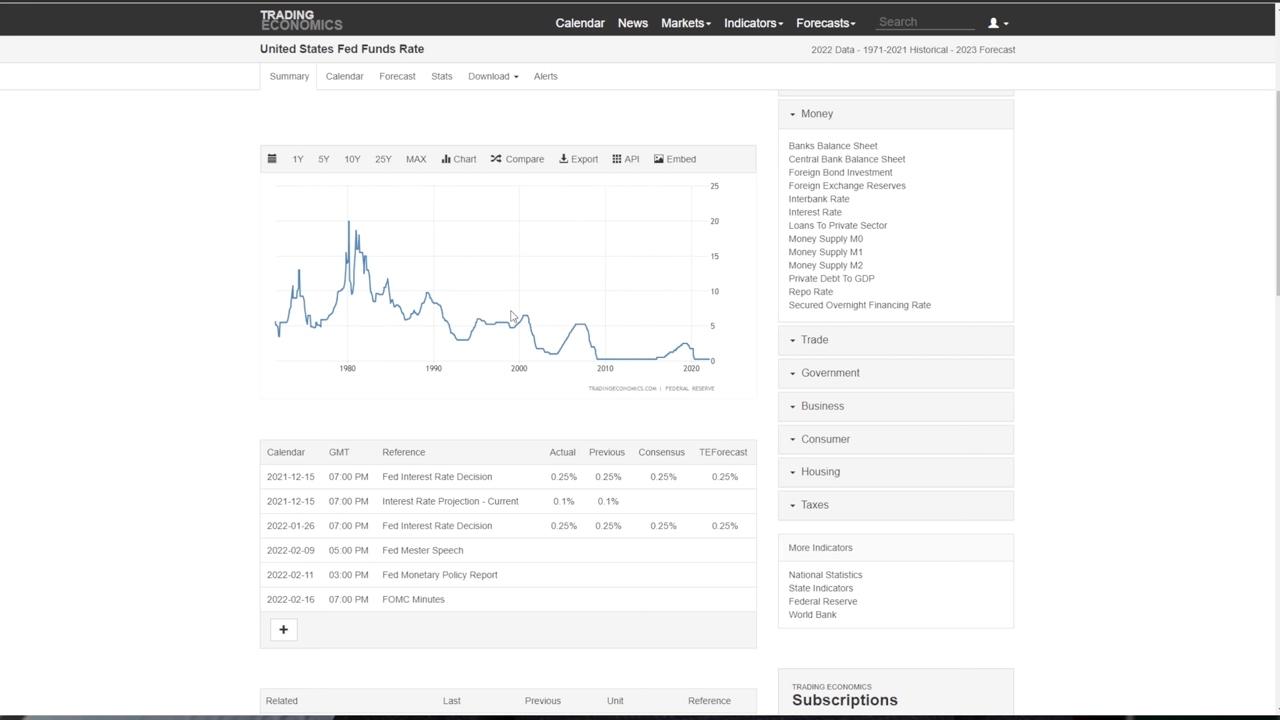 TRADING
ECONOMICS
Calendar News Markets Indicators Forecasts Search
United States Fed Funds Rate
2022 Data - 1971-2021 Historical - 2023 Forecast
Summary Calendar Forecast Stats Download Alerts
1Y 5Y 10Y 25Y MAX Chart Compare Export API Embed
25
20
15
10
5
0
1980 1990 2000 2010 2020
TRADINGECONOMICS.COM | FEDERAL RESERVE
Calendar GMT Reference Actual Previous Consensus TEForecast
2021-12-15 07:00 PM Fed Interest Rate Decision 0.25% 0.25% 0.25% 0.25%
2021-12-15 07:00 PM Interest Rate Projection - Current 0.1% 0.1%
2022-01-26 07:00 PM Fed Interest Rate Decision 0.25% 0.25% 0.25% 0.25%
2022-02-09 05:00 PM Fed Mester Speech
2022-02-11 03:00 PM Fed Monetary Policy Report
2022-02-16 07:00 PM FOMC Minutes
+
Related Last Previous Unit Reference
Money
Banks Balance Sheet
Central Bank Balance Sheet
Foreign Bond Investment
Foreign Exchange Reserves
Interbank Rate
Interest Rate
Loans To Private Sector
Money Supply M0
Money Supply M1
Money Supply M2
Private Debt To GDP
Repo Rate
Secured Overnight Financing Rate
Trade
Government
Business
Consumer
Housing
Taxes
More Indicators
National Statistics
State Indicators
Federal Reserve
World Bank
TRADING ECONOMICS
Subscriptions